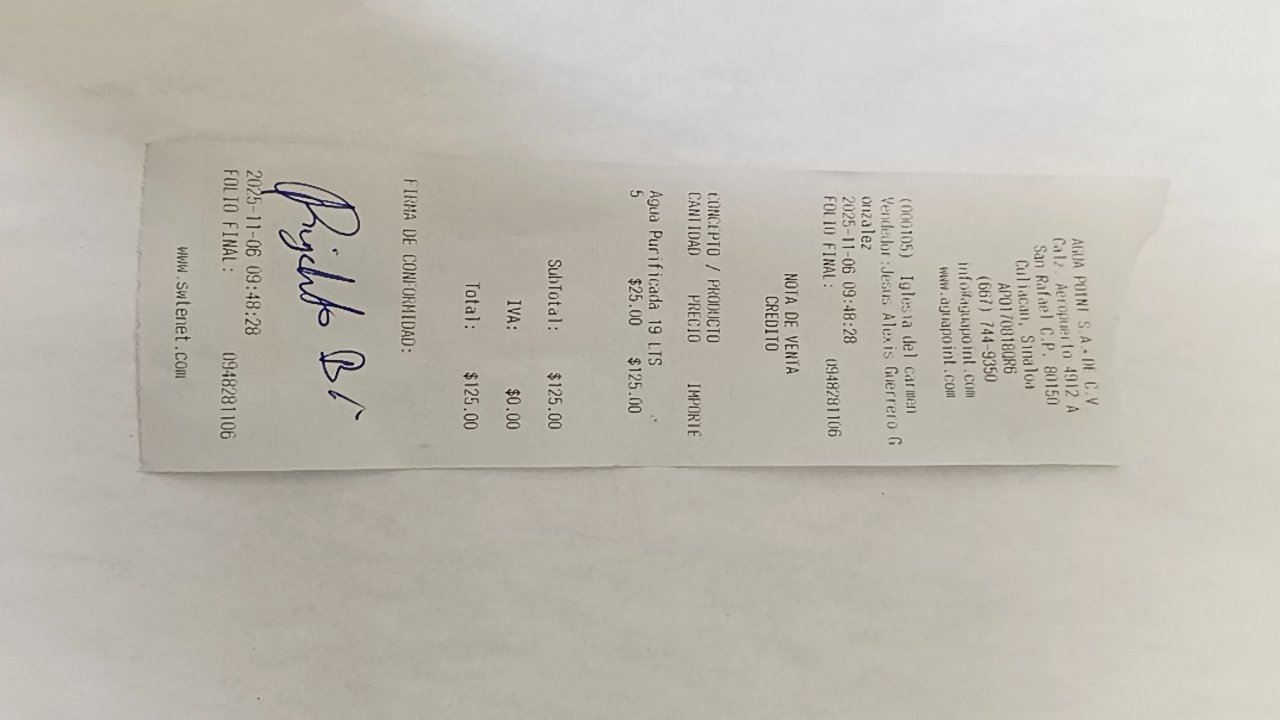 AGUA POINT S.A. DE C.V
Calz. Aeropuerto 4912 A
San Rafael C.P. 80150
Culiacan, Sinaloa
APO170818QR6
(667) 744-9350
info@aguapoint.com
www.aguapoint.com
(000105) Iglesia del carmen
Vendedor:Jesus Alexis Guerrero G
onzalez
2025-11-06 09:48:28
FOLIO FINAL: 0948281106
NOTA DE VENTA
CREDITO
CONCEPTO / PRODUCTO
CANTIDAD PRECIO IMPORTE
Agua Purificada 19 LTS
5 $25.00 $125.00
SubTotal: $125.00
IVA: $0.00
Total: $125.00
FIRMA DE CONFORMIDAD:
2025-11-06 09:48:28
FOLIO FINAL: 0948281106
www.swtenet.com